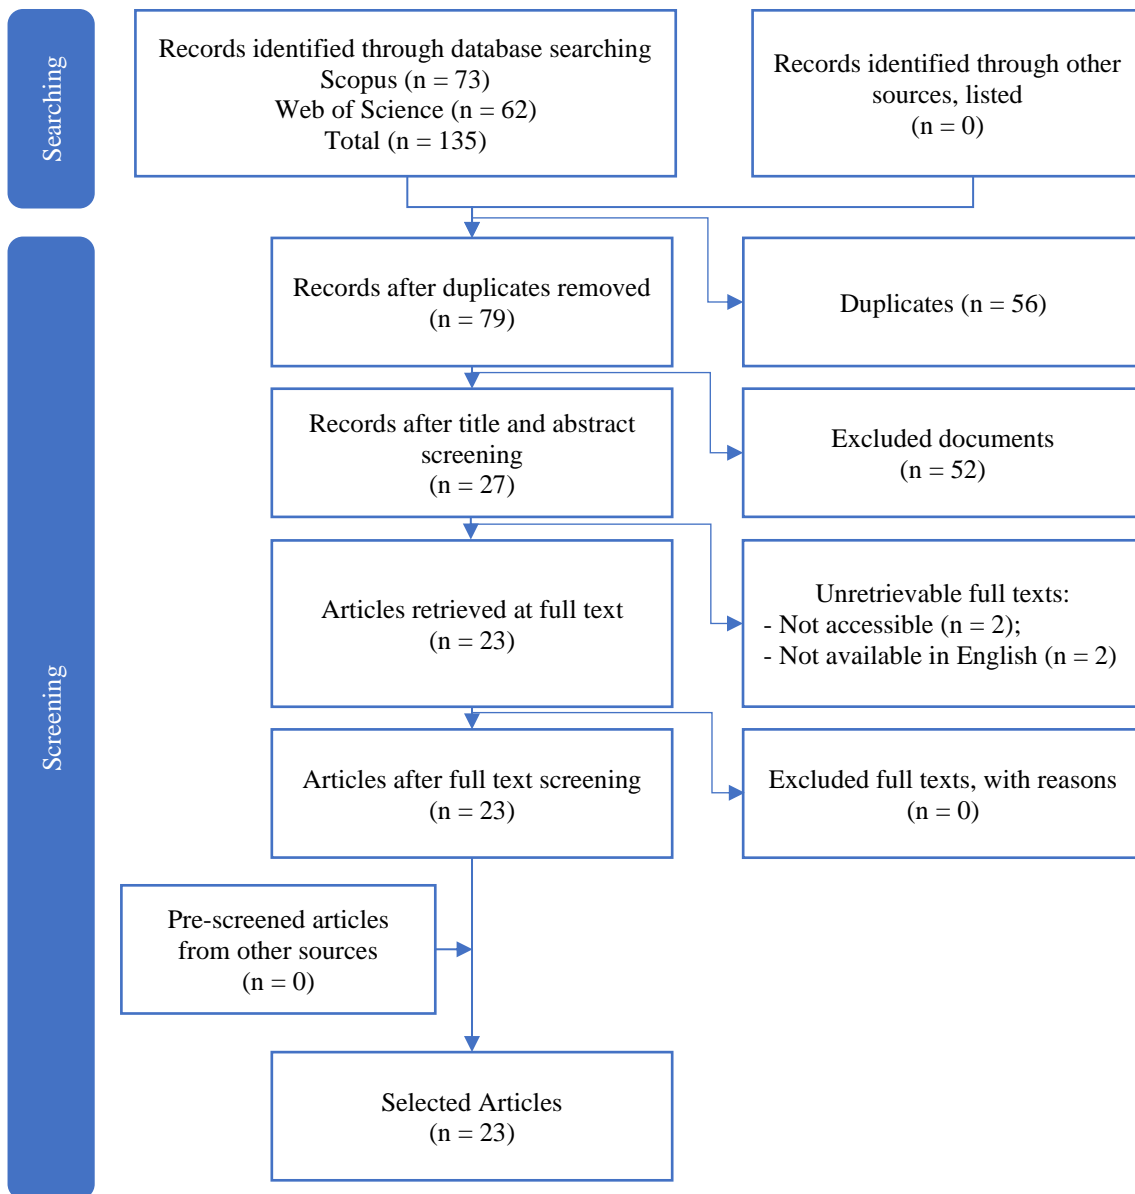 Searching
Records identified through database searching
Scopus (n = 73)
Web of Science (n = 62)
Total (n = 135)
Records identified through other
sources, listed
(n = 0)
Screening
Records after duplicates removed
(n = 79)
Duplicates (n = 56)
Records after title and abstract
screening
(n = 27)
Excluded documents
(n = 52)
Articles retrieved at full text
(n = 23)
Unretrievable full texts:
- Not accessible (n = 2);
- Not available in English (n = 2)
Articles after full text screening
(n = 23)
Excluded full texts, with reasons
(n = 0)
Pre-screened articles
from other sources
(n = 0)
Selected Articles
(n = 23)